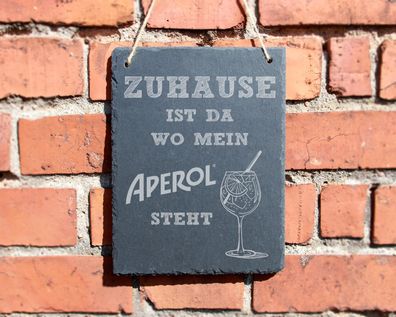 ZUHAUSE
IST DA
WO MEIN
APEROL®
STEHT